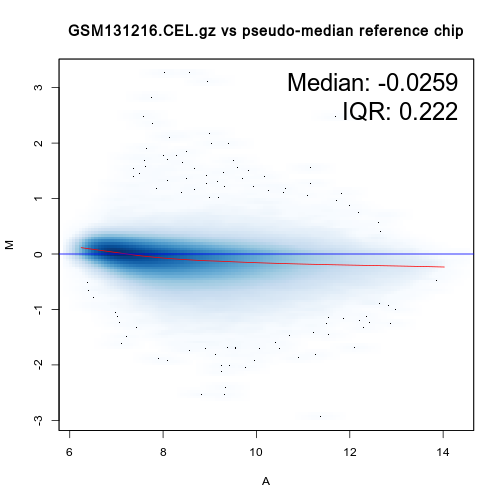 GSM131216.CEL.gz vs pseudo-median reference chip
Median: -0.0259
IQR: 0.222
3
2
1
0
-1
-2
-3
M
6 8 10 12 14
A